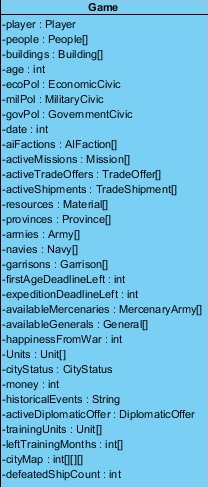 Game
-player : Player
-people : People[]
-buildings : Building[]
-age : int
-ecoPol : EconomicCivic
-milPol : MilitaryCivic
-govPol : GovernmentCivic
-date : int
-aiFactions : AIFaction[]
-activeMissions : Mission[]
-activeTradeOffers : TradeOffer[]
-activeShipments : TradeShipment[]
-resources : Material[]
-provinces : Province[]
-armies : Army[]
-navies : Navy[]
-garrisons : Garrison[]
-firstAgeDeadlineLeft : int
-expeditionDeadlineLeft : int
-availableMercenaries : MercenaryArmy[]
-availableGenerals : General[]
-happinessFromWar : int
-Units : Unit[]
-cityStatus : CityStatus
-money : int
-historicalEvents : String
-activeDiplomaticOffer : DiplomaticOffer
-trainingUnits : Unit[]
-leftTrainingMonths : int[]
-cityMap : int[][][]
-defeatedShipCount : int